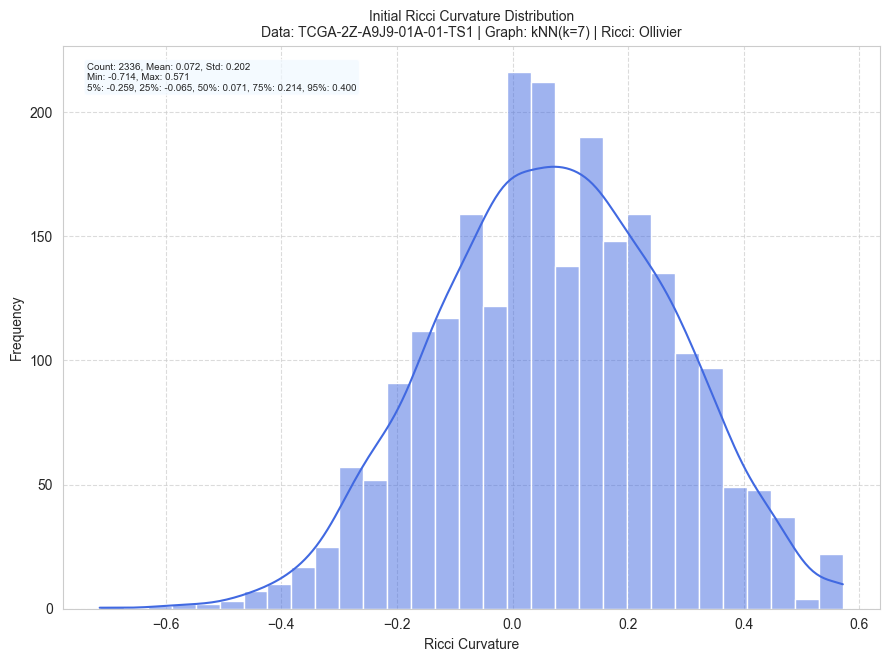 Initial Ricci Curvature Distribution
Data: TCGA-2Z-A9J9-01A-01-TS1 | Graph: kNN(k=7) | Ricci: Ollivier
Count: 2336, Mean: 0.072, Std: 0.202
Min: -0.714, Max: 0.571
5%: -0.259, 25%: -0.065, 50%: 0.071, 75%: 0.214, 95%: 0.400
Frequency
200
150
100
50
0
−0.6 −0.4 −0.2 0.0 0.2 0.4 0.6
Ricci Curvature